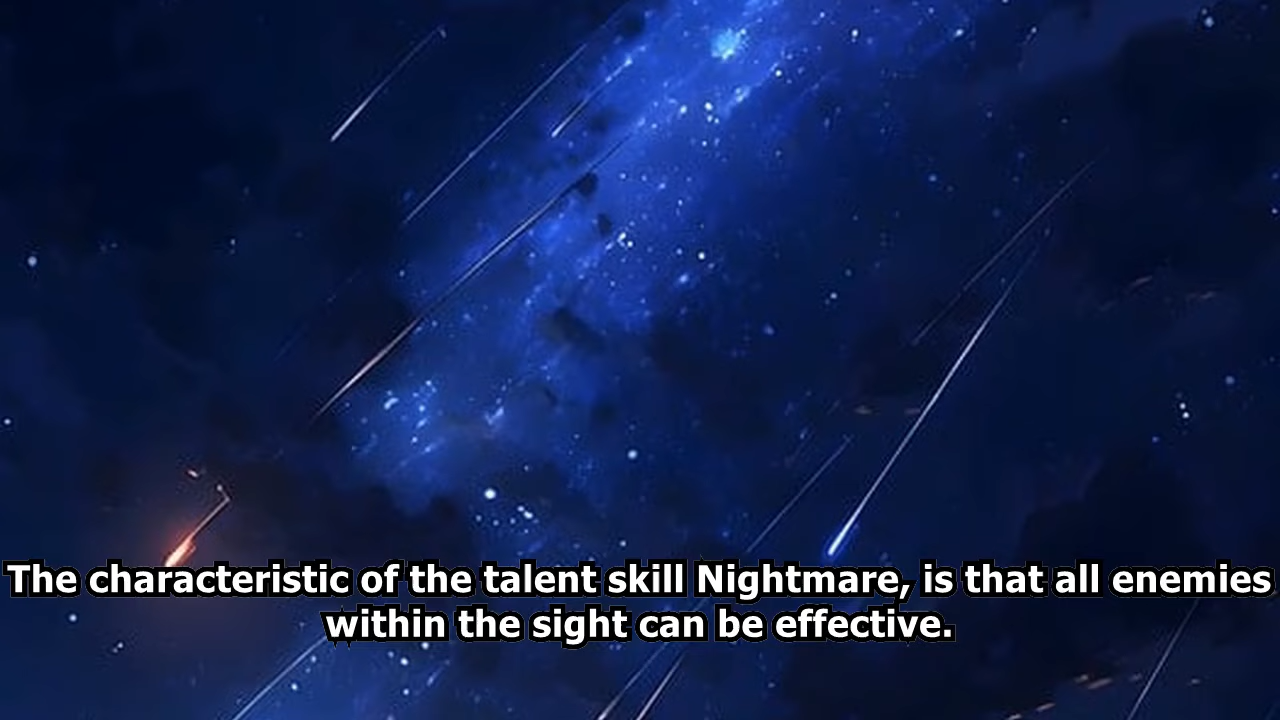 The characteristic of the talent skill Nightmare, is that all enemies
within the sight can be effective.